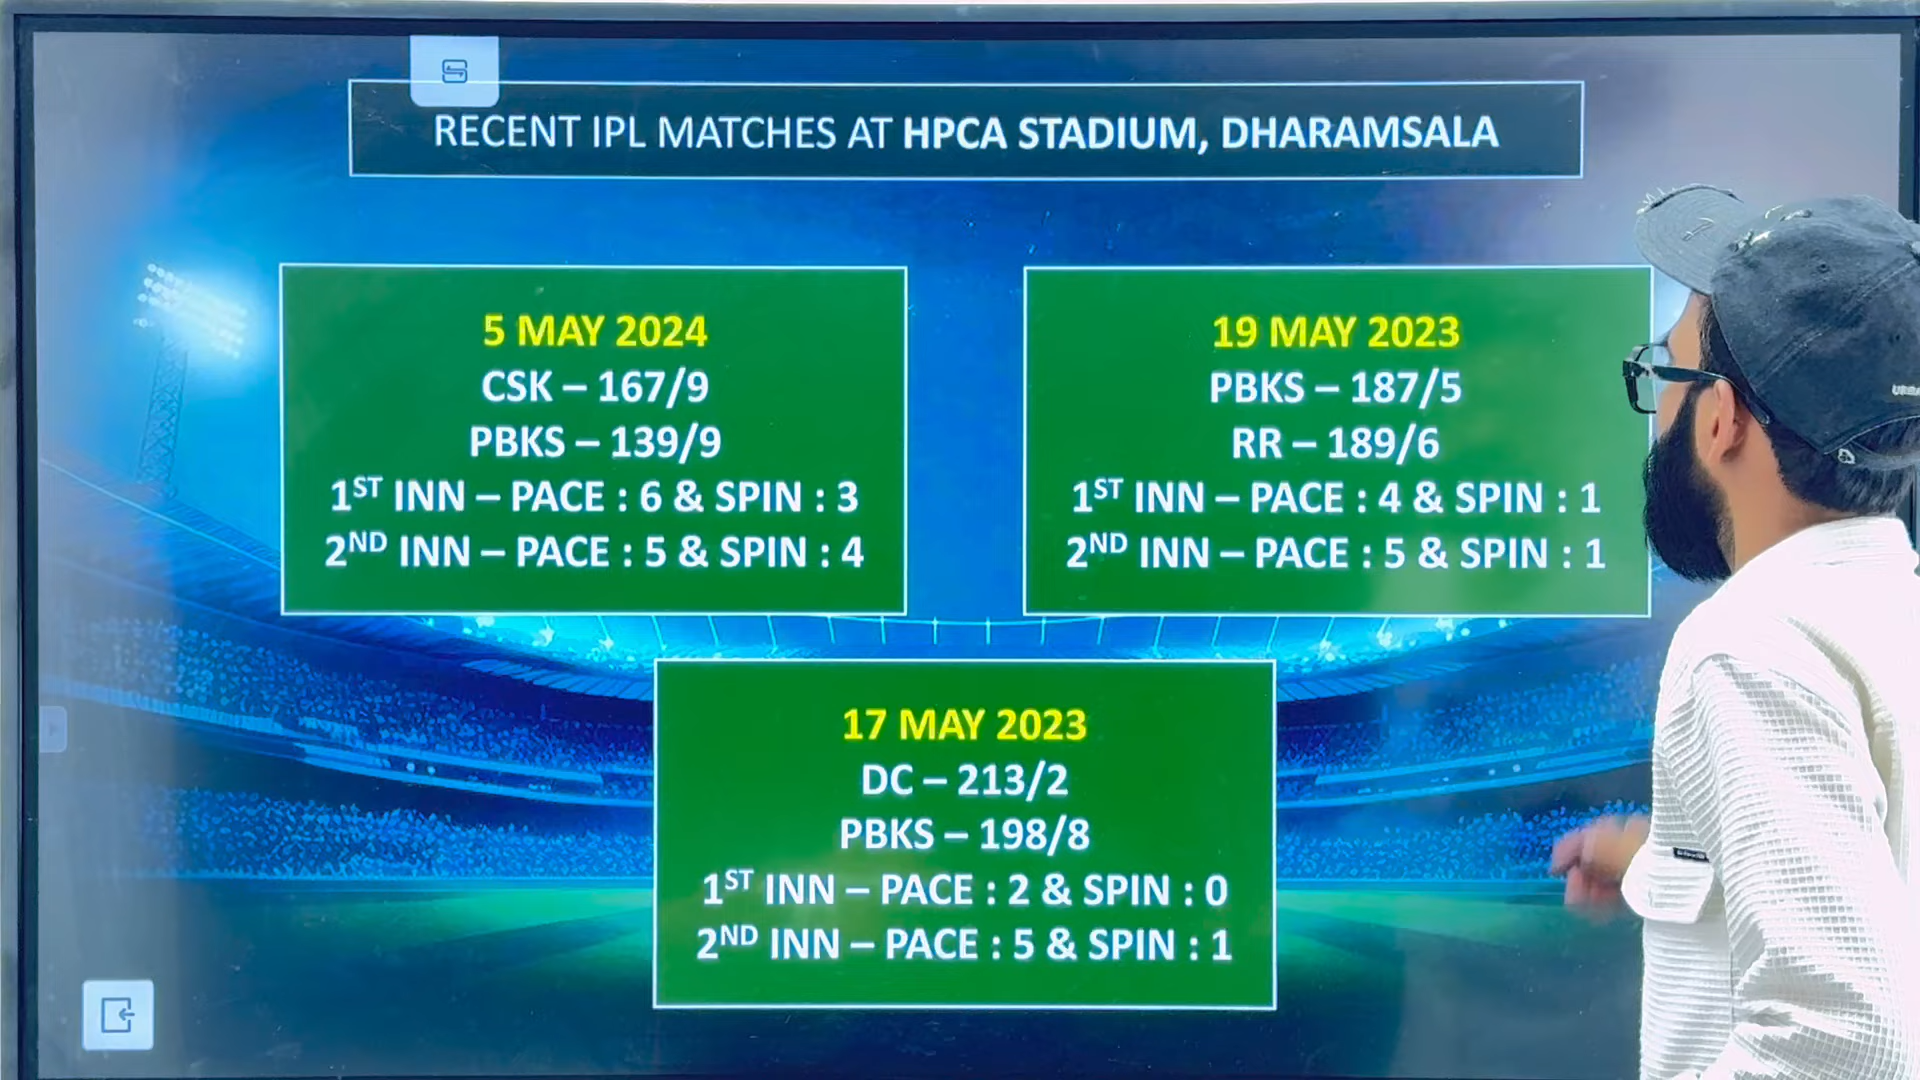 RECENT IPL MATCHES AT HPCA STADIUM, DHARAMSALA
5 MAY 2024
CSK – 167/9
PBKS – 139/9
1ST INN – PACE : 6 & SPIN : 3
2ND INN – PACE : 5 & SPIN : 4
19 MAY 2023
PBKS – 187/5
RR – 189/6
1ST INN – PACE : 4 & SPIN : 1
2ND INN – PACE : 5 & SPIN : 1
17 MAY 2023
DC – 213/2
PBKS – 198/8
1ST INN – PACE : 2 & SPIN : 0
2ND INN – PACE : 5 & SPIN : 1